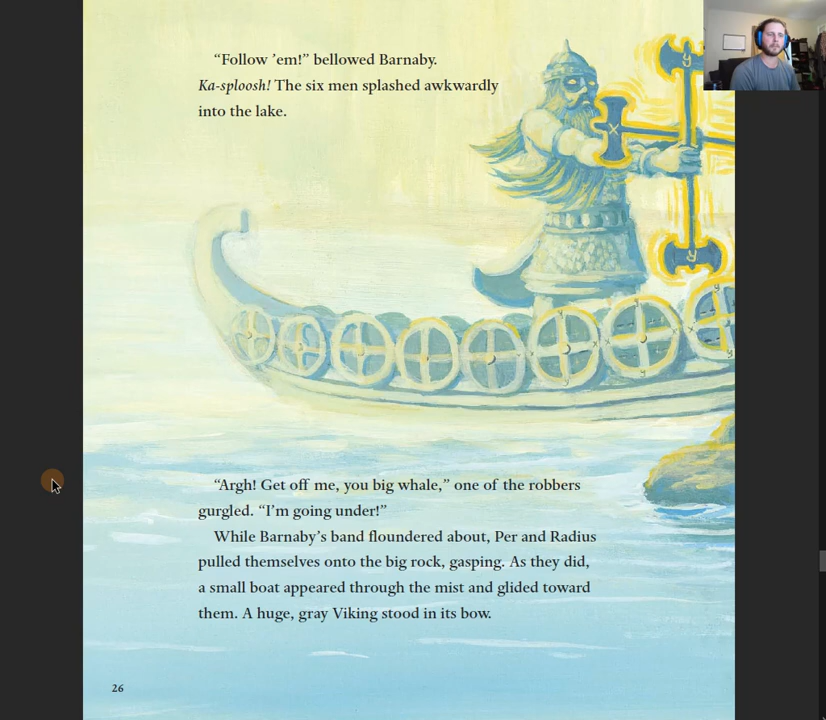 “Follow ’em!” bellowed Barnaby.
Ka-sploosh! The six men splashed awkwardly
into the lake.
y
x
y
“Argh! Get off me, you big whale,” one of the robbers
gurgled. “I’m going under!”
While Barnaby’s band floundered about, Per and Radius
pulled themselves onto the big rock, gasping. As they did,
a small boat appeared through the mist and glided toward
them. A huge, gray Viking stood in its bow.
26